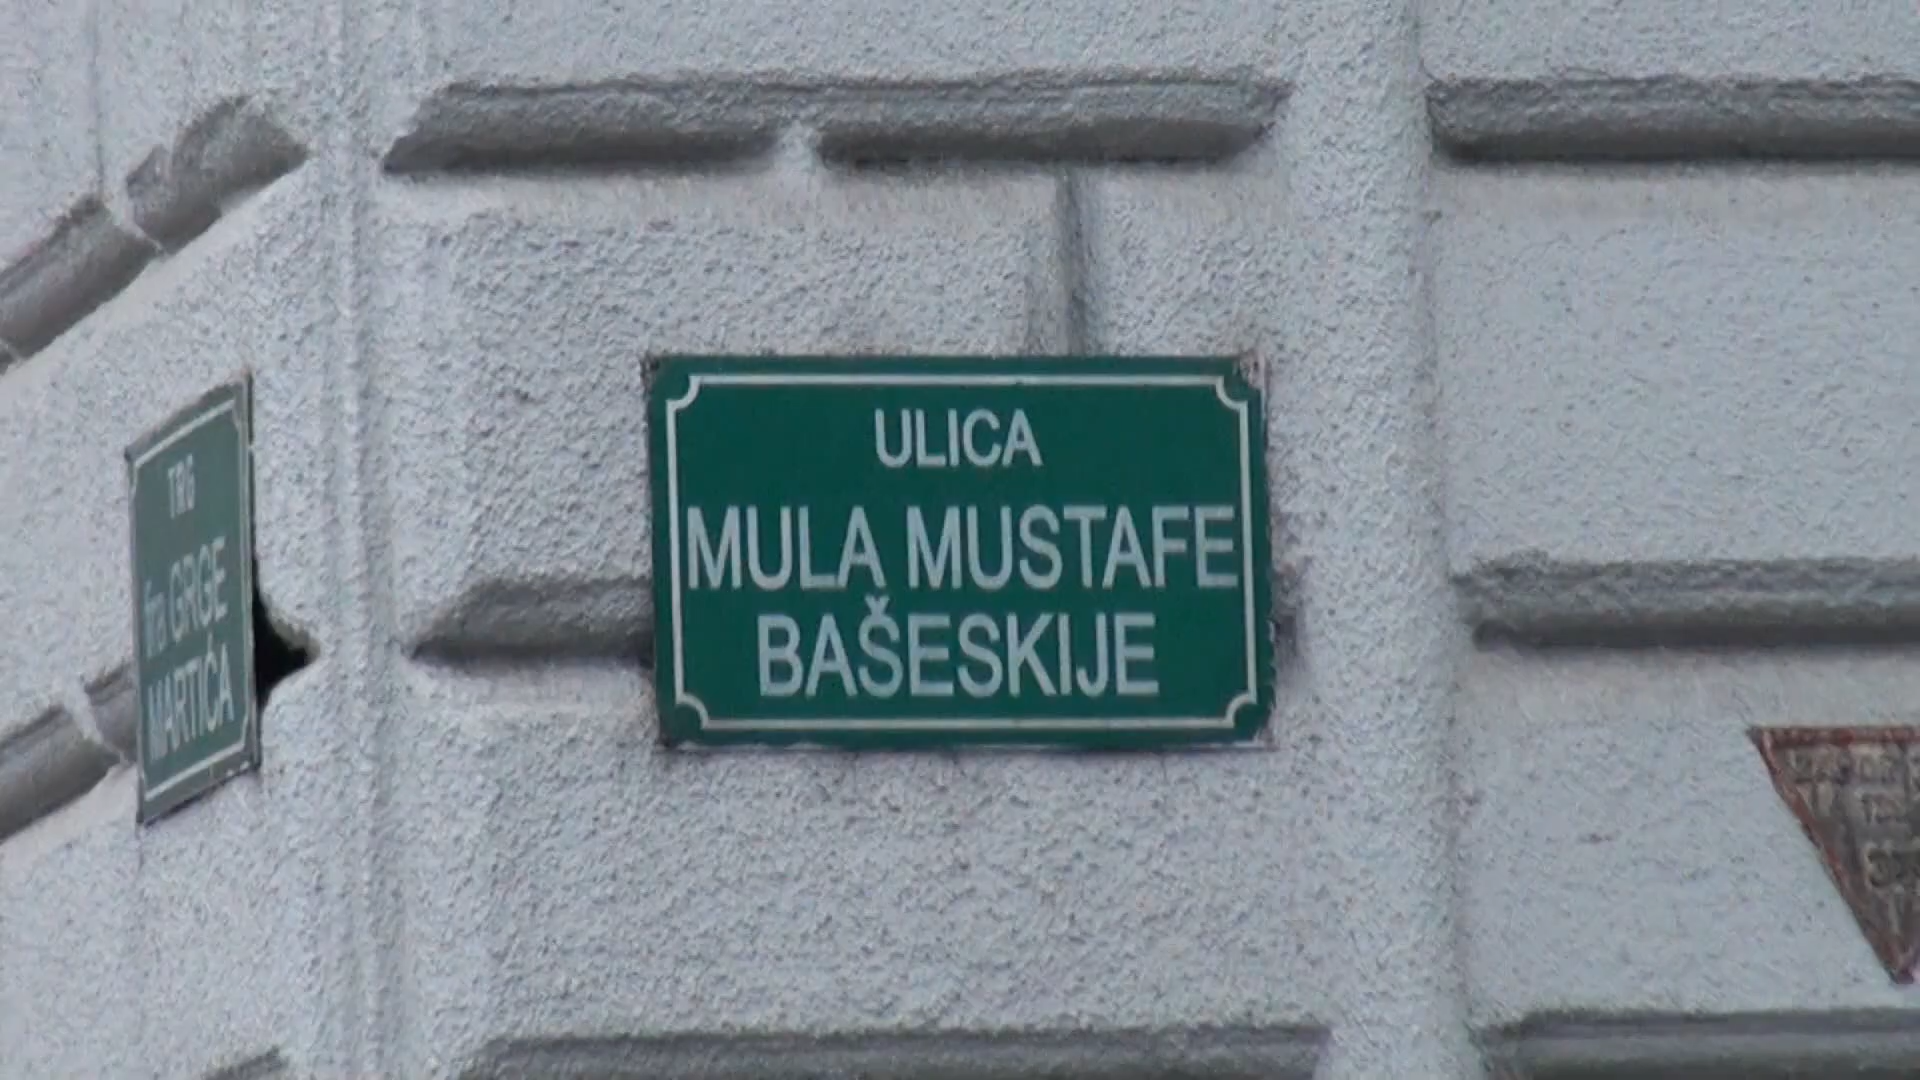 TRG
fra GRGE
MARTIĆA
ULICA
MULA MUSTAFE
BAŠESKIJE